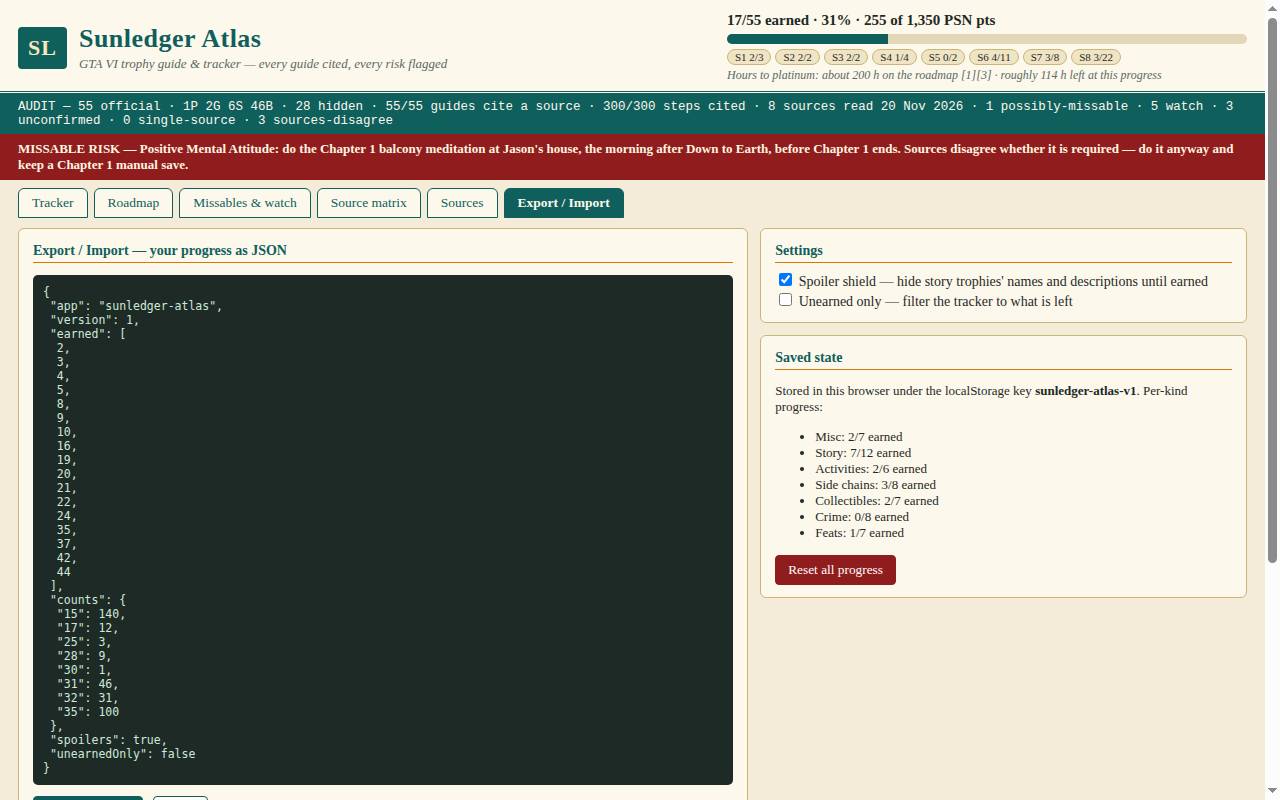 SL
Sunledger Atlas
GTA VI trophy guide & tracker — every guide cited, every risk flagged
17/55 earned · 31% · 255 of 1,350 PSN pts
S1 2/3 S2 2/2 S3 2/2 S4 1/4 S5 0/2 S6 4/11 S7 3/8 S8 3/22
Hours to platinum: about 200 h on the roadmap [1][3] · roughly 114 h left at this progress
AUDIT — 55 official · 1P 2G 6S 46B · 28 hidden · 55/55 guides cite a source · 300/300 steps cited · 8 sources read 20 Nov 2026 · 1 possibly-missable · 5 watch · 3
unconfirmed · 0 single-source · 3 sources-disagree
MISSABLE RISK — Positive Mental Attitude: do the Chapter 1 balcony meditation at Jason's house, the morning after Down to Earth, before Chapter 1 ends. Sources disagree whether it is required — do it anyway and
keep a Chapter 1 manual save.
Tracker Roadmap Missables & watch Source matrix Sources Export / Import
Export / Import — your progress as JSON
{
"app": "sunledger-atlas",
"version": 1,
"earned": [
2,
3,
4,
5,
8,
9,
10,
16,
19,
20,
21,
22,
24,
35,
37,
42,
44
],
"counts": {
"15": 140,
"17": 12,
"25": 3,
"28": 9,
"30": 1,
"31": 46,
"32": 31,
"35": 100
},
"spoilers": true,
"unearnedOnly": false
}
Settings
Spoiler shield — hide story trophies' names and descriptions until earned
Unearned only — filter the tracker to what is left
Saved state
Stored in this browser under the localStorage key sunledger-atlas-v1. Per-kind
progress:
• Misc: 2/7 earned
• Story: 7/12 earned
• Activities: 2/6 earned
• Side chains: 3/8 earned
• Collectibles: 2/7 earned
• Crime: 0/8 earned
• Feats: 1/7 earned
Reset all progress